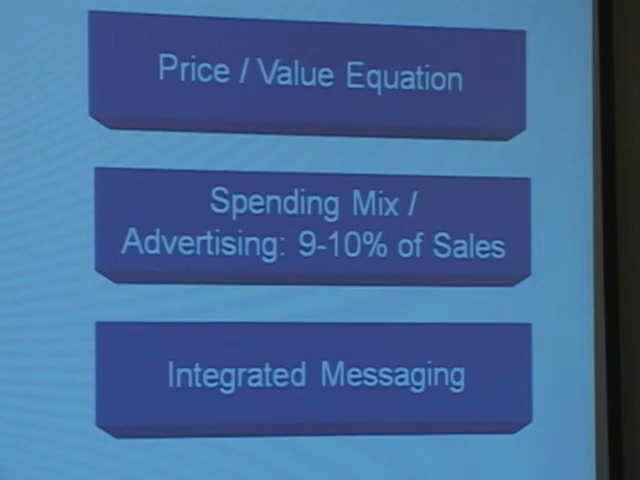 Price / Value Equation
Spending Mix /
Advertising: 9-10% of Sales
Integrated Messaging